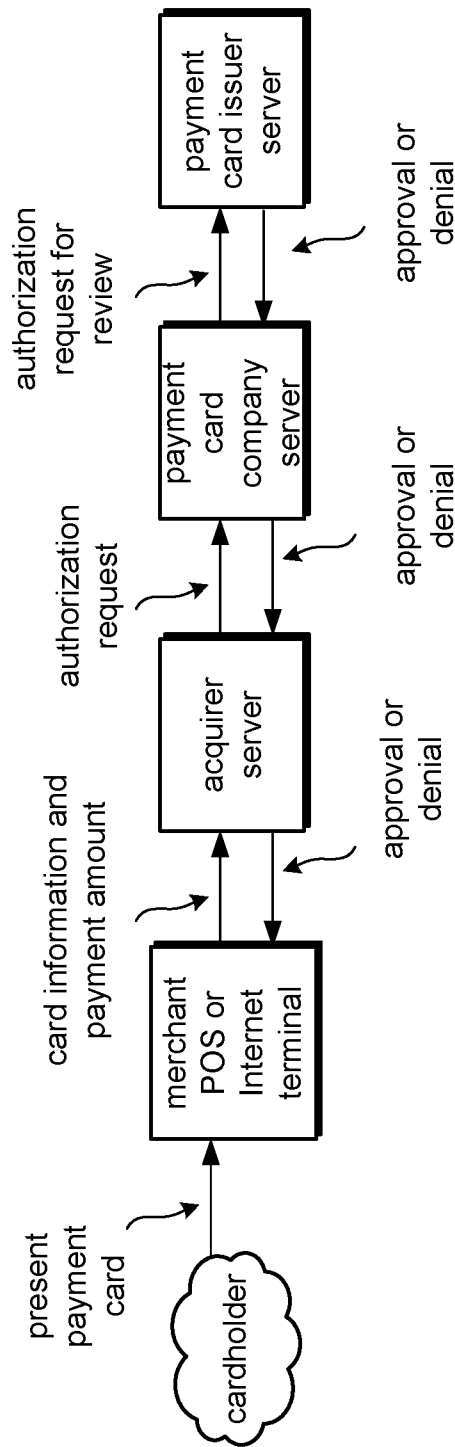 present
payment
card
cardholder
merchant
POS or
Internet
terminal
card information and
payment amount
approval or
denial
acquirer
server
authorization
request
approval or
denial
payment
card
company
server
authorization
request for
review
approval or
denial
payment
card issuer
server